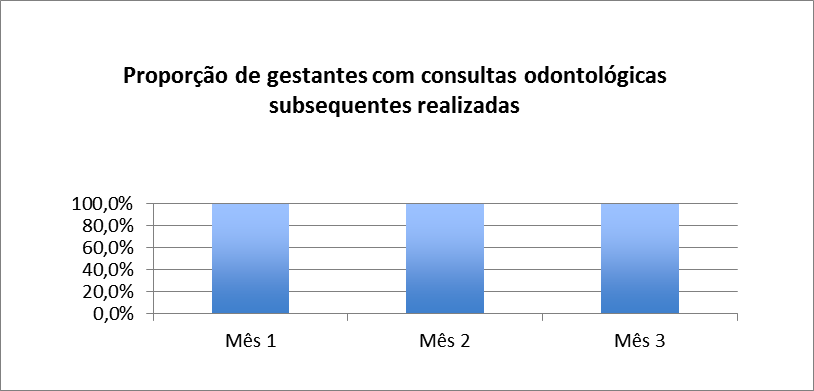 Proporção de gestantes com consultas odontológicas
subsequentes realizadas
100,0%
80,0%
60,0%
40,0%
20,0%
0,0%
Mês 1 Mês 2 Mês 3